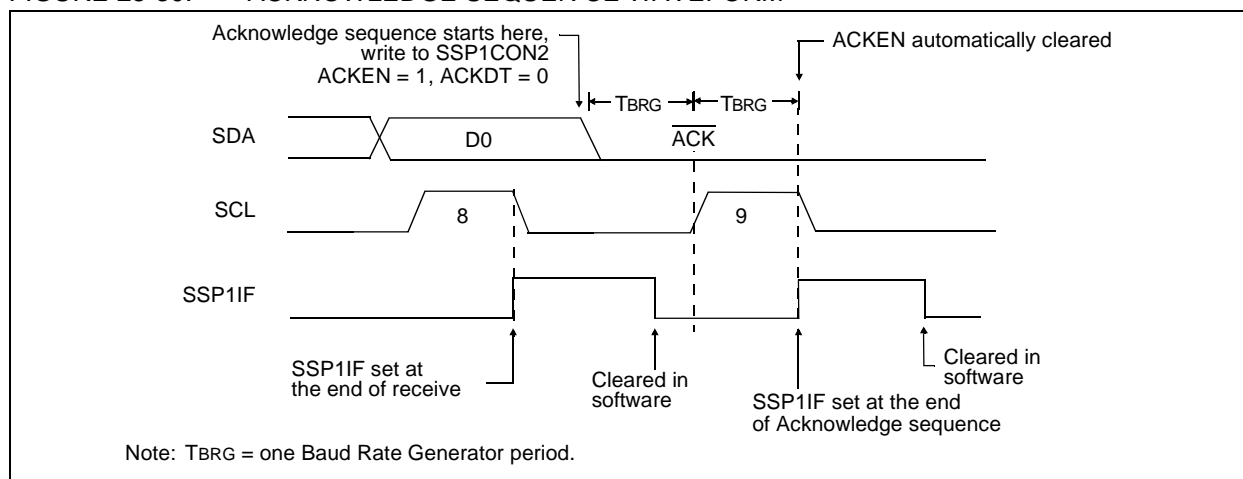 Acknowledge sequence starts here,
write to SSP1CON2
ACKEN = 1, ACKDT = 0
ACKEN automatically cleared
TBRG
TBRG
SDA
D0
ACK
SCL
8
9
SSP1IF
SSP1IF set at
the end of receive
Cleared in
software
SSP1IF set at the end
of Acknowledge sequence
Cleared in
software
Note: TBRG = one Baud Rate Generator period.